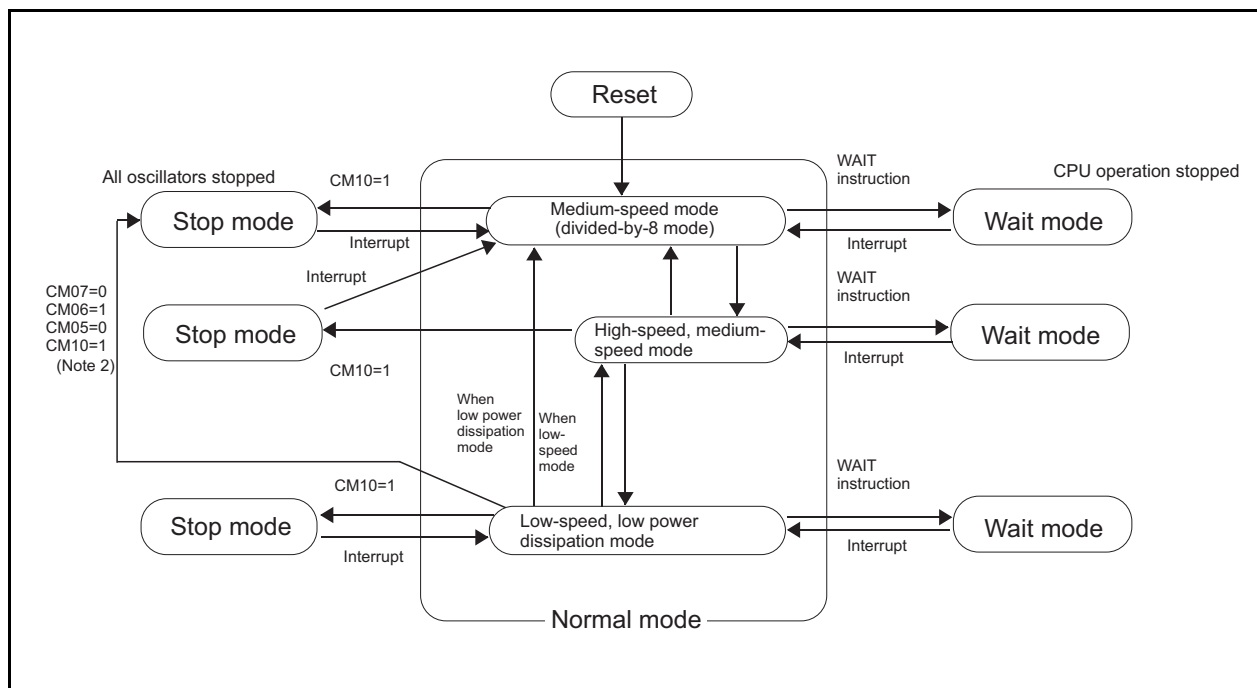 Reset
All oscillators stopped
CM10=1
WAIT
instruction
CPU operation stopped
Stop mode
Medium-speed mode
(divided-by-8 mode)
Wait mode
Interrupt
Interrupt
Interrupt
WAIT
instruction
CM07=0
CM06=1
CM05=0
CM10=1
(Note 2)
Stop mode
High-speed, medium-
speed mode
Wait mode
Interrupt
CM10=1
When
low power
dissipation
mode
When
low-
speed
mode
WAIT
instruction
CM10=1
Stop mode
Low-speed, low power
dissipation mode
Wait mode
Interrupt
Interrupt
Normal mode